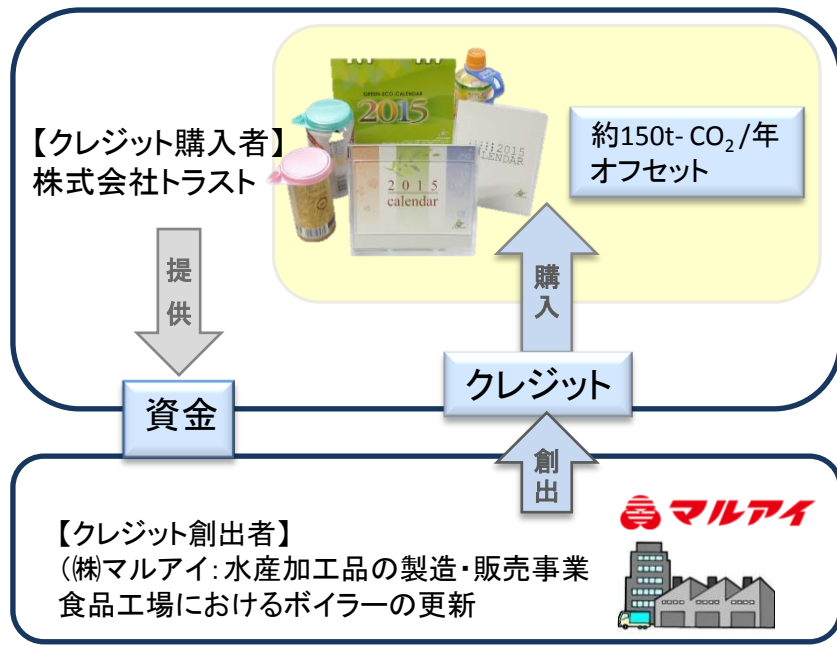 GREEN ECO-CALENDAR
2015
2015
CALENDAR
2015
calendar
【クレジット購入者】
株式会社トラスト
約150t- CO₂/年
オフセット
提供
購入
資金
クレジット
創出
【クレジット創出者】
(㈱マルアイ:水産加工品の製造・販売事業
食品工場におけるボイラーの更新
マルアイ